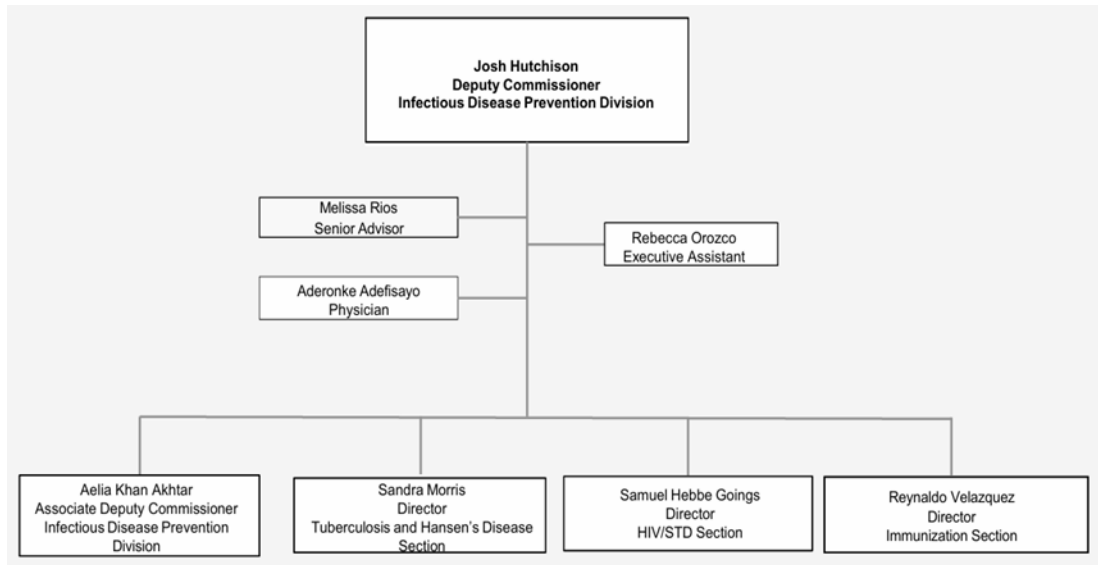 Josh Hutchison
Deputy Commissioner
Infectious Disease Prevention Division
Melissa Rios
Senior Advisor
Rebecca Orozco
Executive Assistant
Aderonke Adefisayo
Physician
Aelia Khan Akhtar
Associate Deputy Commissioner
Infectious Disease Prevention
Division
Sandra Morris
Director
Tuberculosis and Hansen's Disease
Section
Samuel Hebbe Goings
Director
HIV/STD Section
Reynaldo Velazquez
Director
Immunization Section